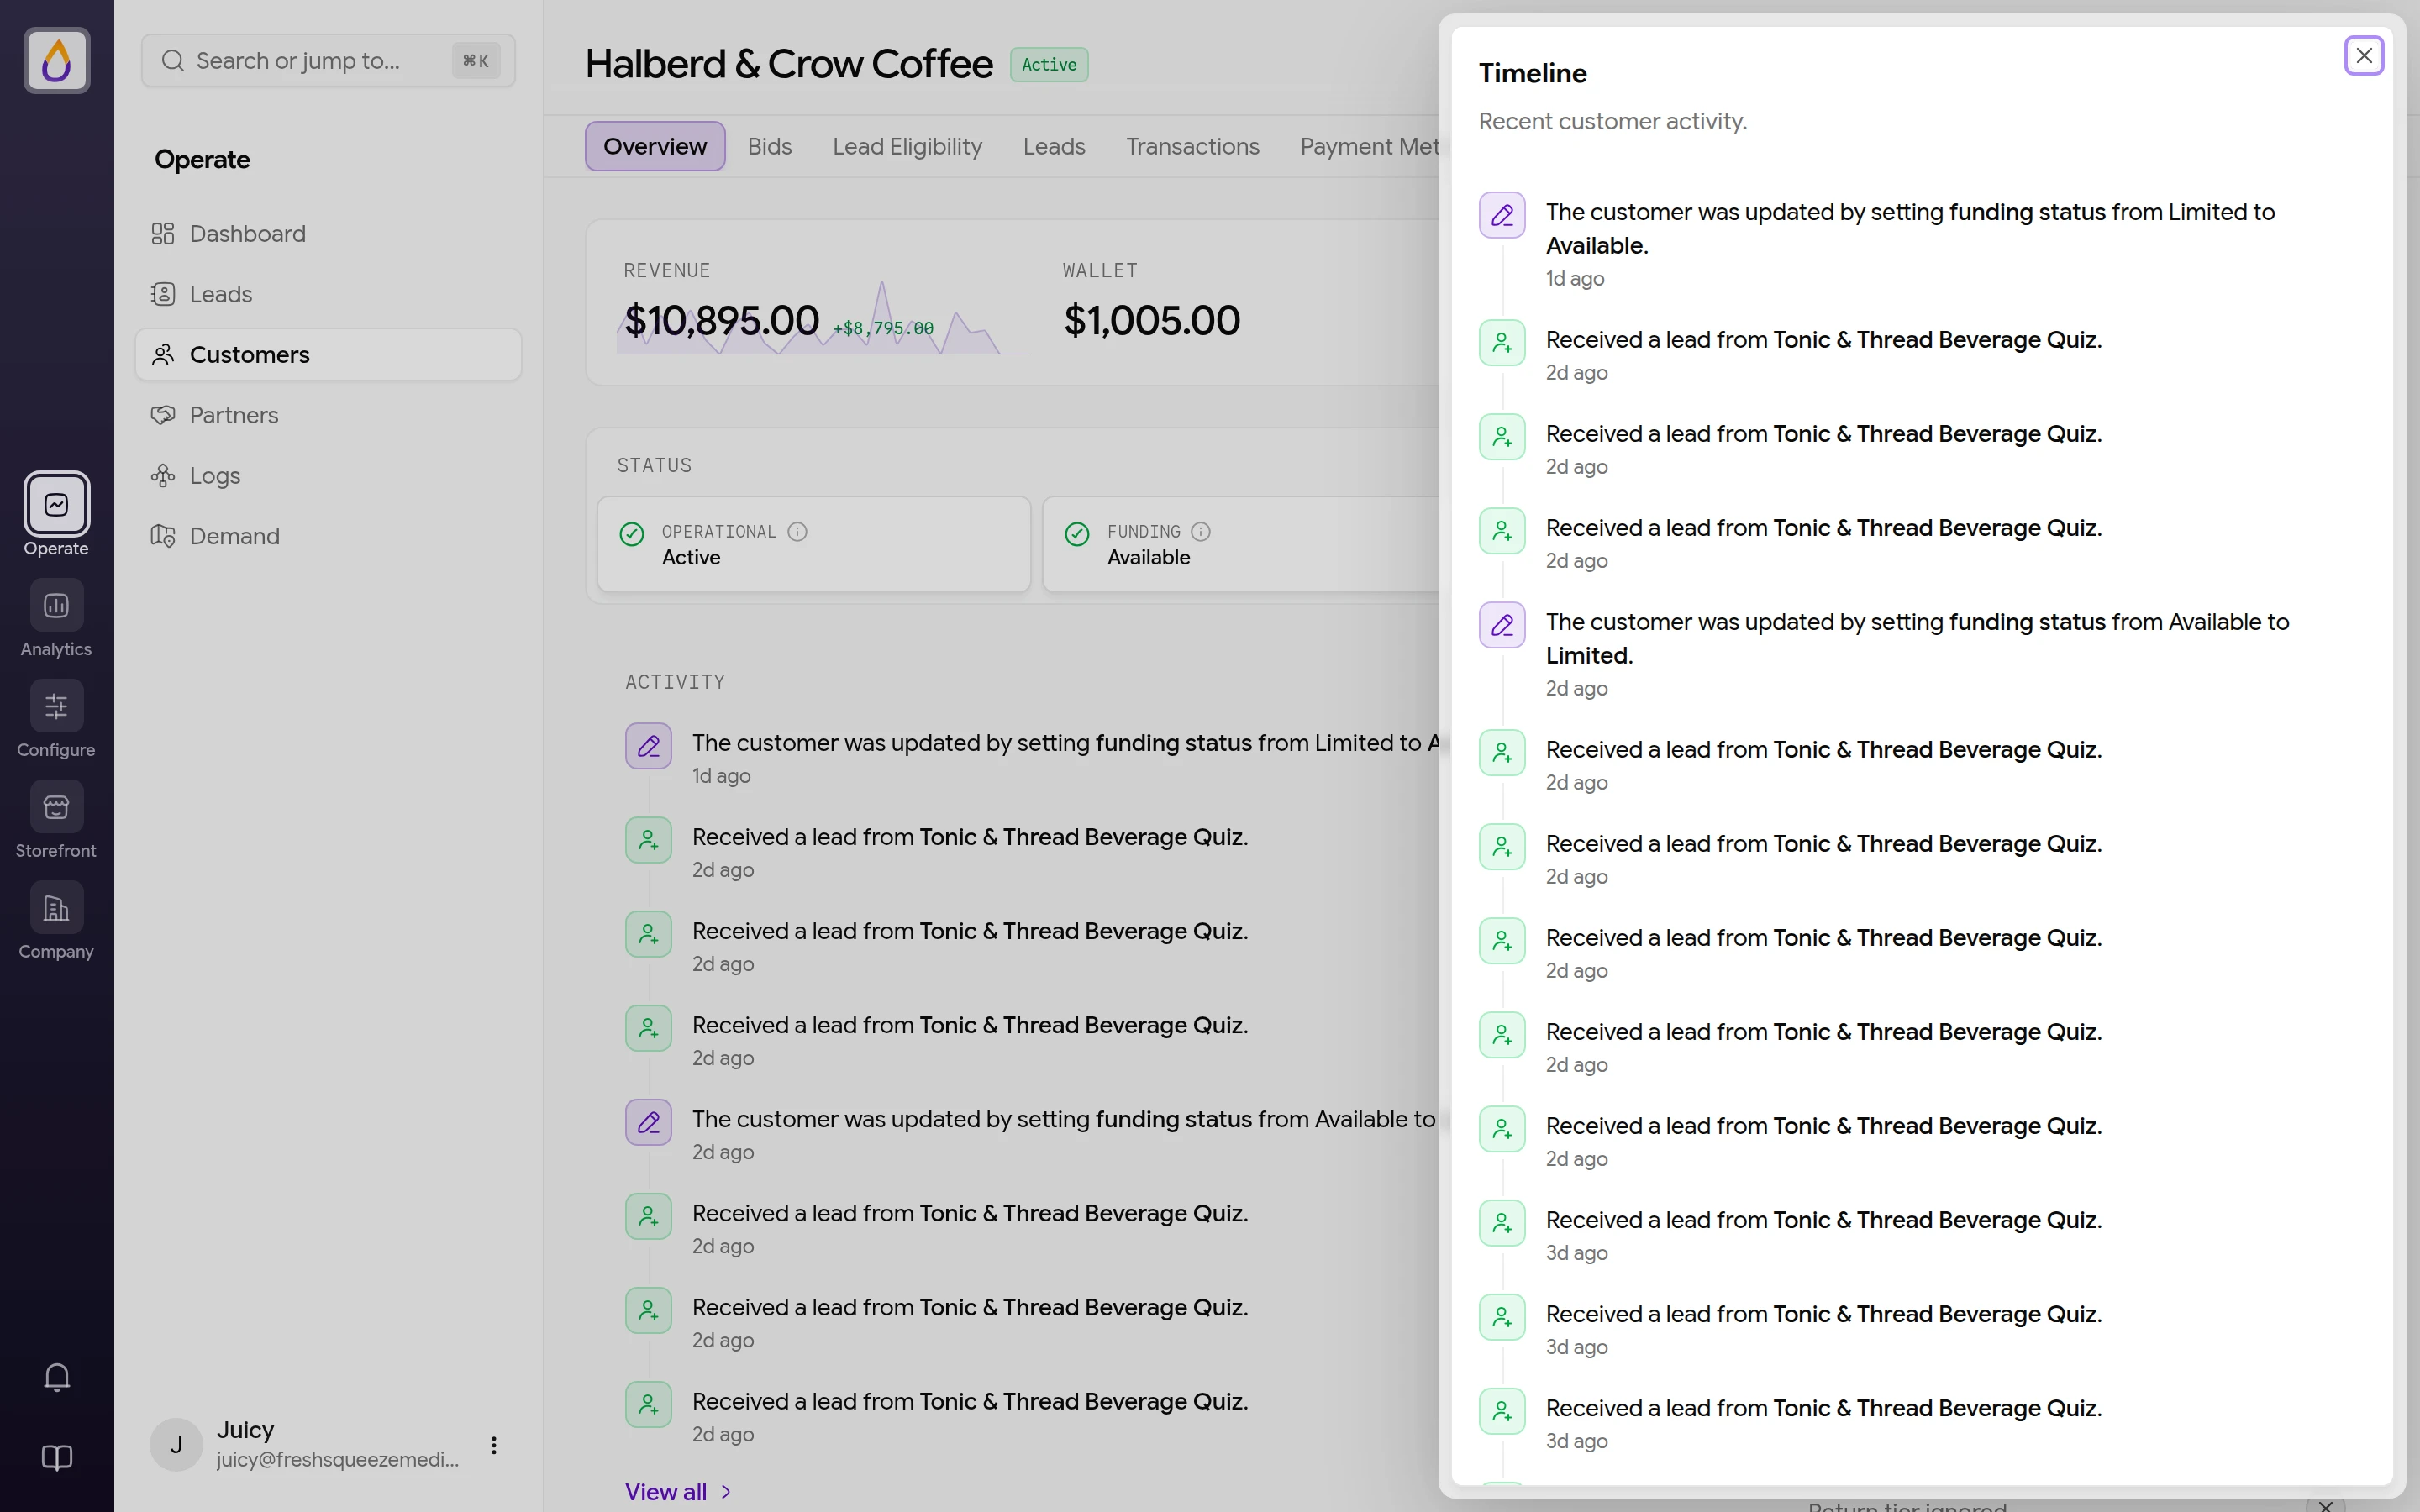 Search or jump to...
⌘K
Operate
Dashboard
Leads
Customers
Partners
Logs
Demand
Operate
Analytics
Configure
Storefront
Company
J
Juicy
juicy@freshsqueezemedi...
Halberd & Crow Coffee
Active
Overview
Bids
Lead Eligibility
Leads
Transactions
Payment Met
REVENUE
$10,895.00
+$8,795.00
WALLET
$1,005.00
STATUS
OPERATIONAL
Active
FUNDING
Available
ACTIVITY
The customer was updated by setting funding status from Limited to A
1d ago
Received a lead from Tonic & Thread Beverage Quiz.
2d ago
Received a lead from Tonic & Thread Beverage Quiz.
2d ago
Received a lead from Tonic & Thread Beverage Quiz.
2d ago
The customer was updated by setting funding status from Available to
2d ago
Received a lead from Tonic & Thread Beverage Quiz.
2d ago
Received a lead from Tonic & Thread Beverage Quiz.
2d ago
Received a lead from Tonic & Thread Beverage Quiz.
2d ago
View all
Timeline
Recent customer activity.
The customer was updated by setting funding status from Limited to
Available.
1d ago
Received a lead from Tonic & Thread Beverage Quiz.
2d ago
Received a lead from Tonic & Thread Beverage Quiz.
2d ago
Received a lead from Tonic & Thread Beverage Quiz.
2d ago
The customer was updated by setting funding status from Available to
Limited.
2d ago
Received a lead from Tonic & Thread Beverage Quiz.
2d ago
Received a lead from Tonic & Thread Beverage Quiz.
2d ago
Received a lead from Tonic & Thread Beverage Quiz.
2d ago
Received a lead from Tonic & Thread Beverage Quiz.
2d ago
Received a lead from Tonic & Thread Beverage Quiz.
2d ago
Received a lead from Tonic & Thread Beverage Quiz.
3d ago
Received a lead from Tonic & Thread Beverage Quiz.
3d ago
Received a lead from Tonic & Thread Beverage Quiz.
3d ago
Return tier ignored